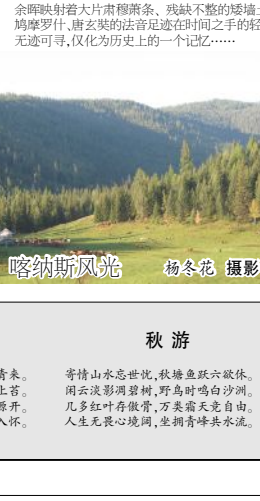 余晖映射着大片肃穆萧条、残缺不整的矮墙土
鸠摩罗什、唐玄奘的法音足迹在时间之手的轻
无迹可寻，仅化为历史上的一个记忆……
喀纳斯风光 杨冬花 摄影
秋 游
青来。
上苔。
源开。
入怀。
寄情山水忘世忧，秋塘鱼跃六欲休。
闲云淡影凋碧树，野鸟时鸣白沙洲。
几多红叶存傲骨，万类霜天竞自由。
人生无畏心境阔，坐拥青峰共水流。